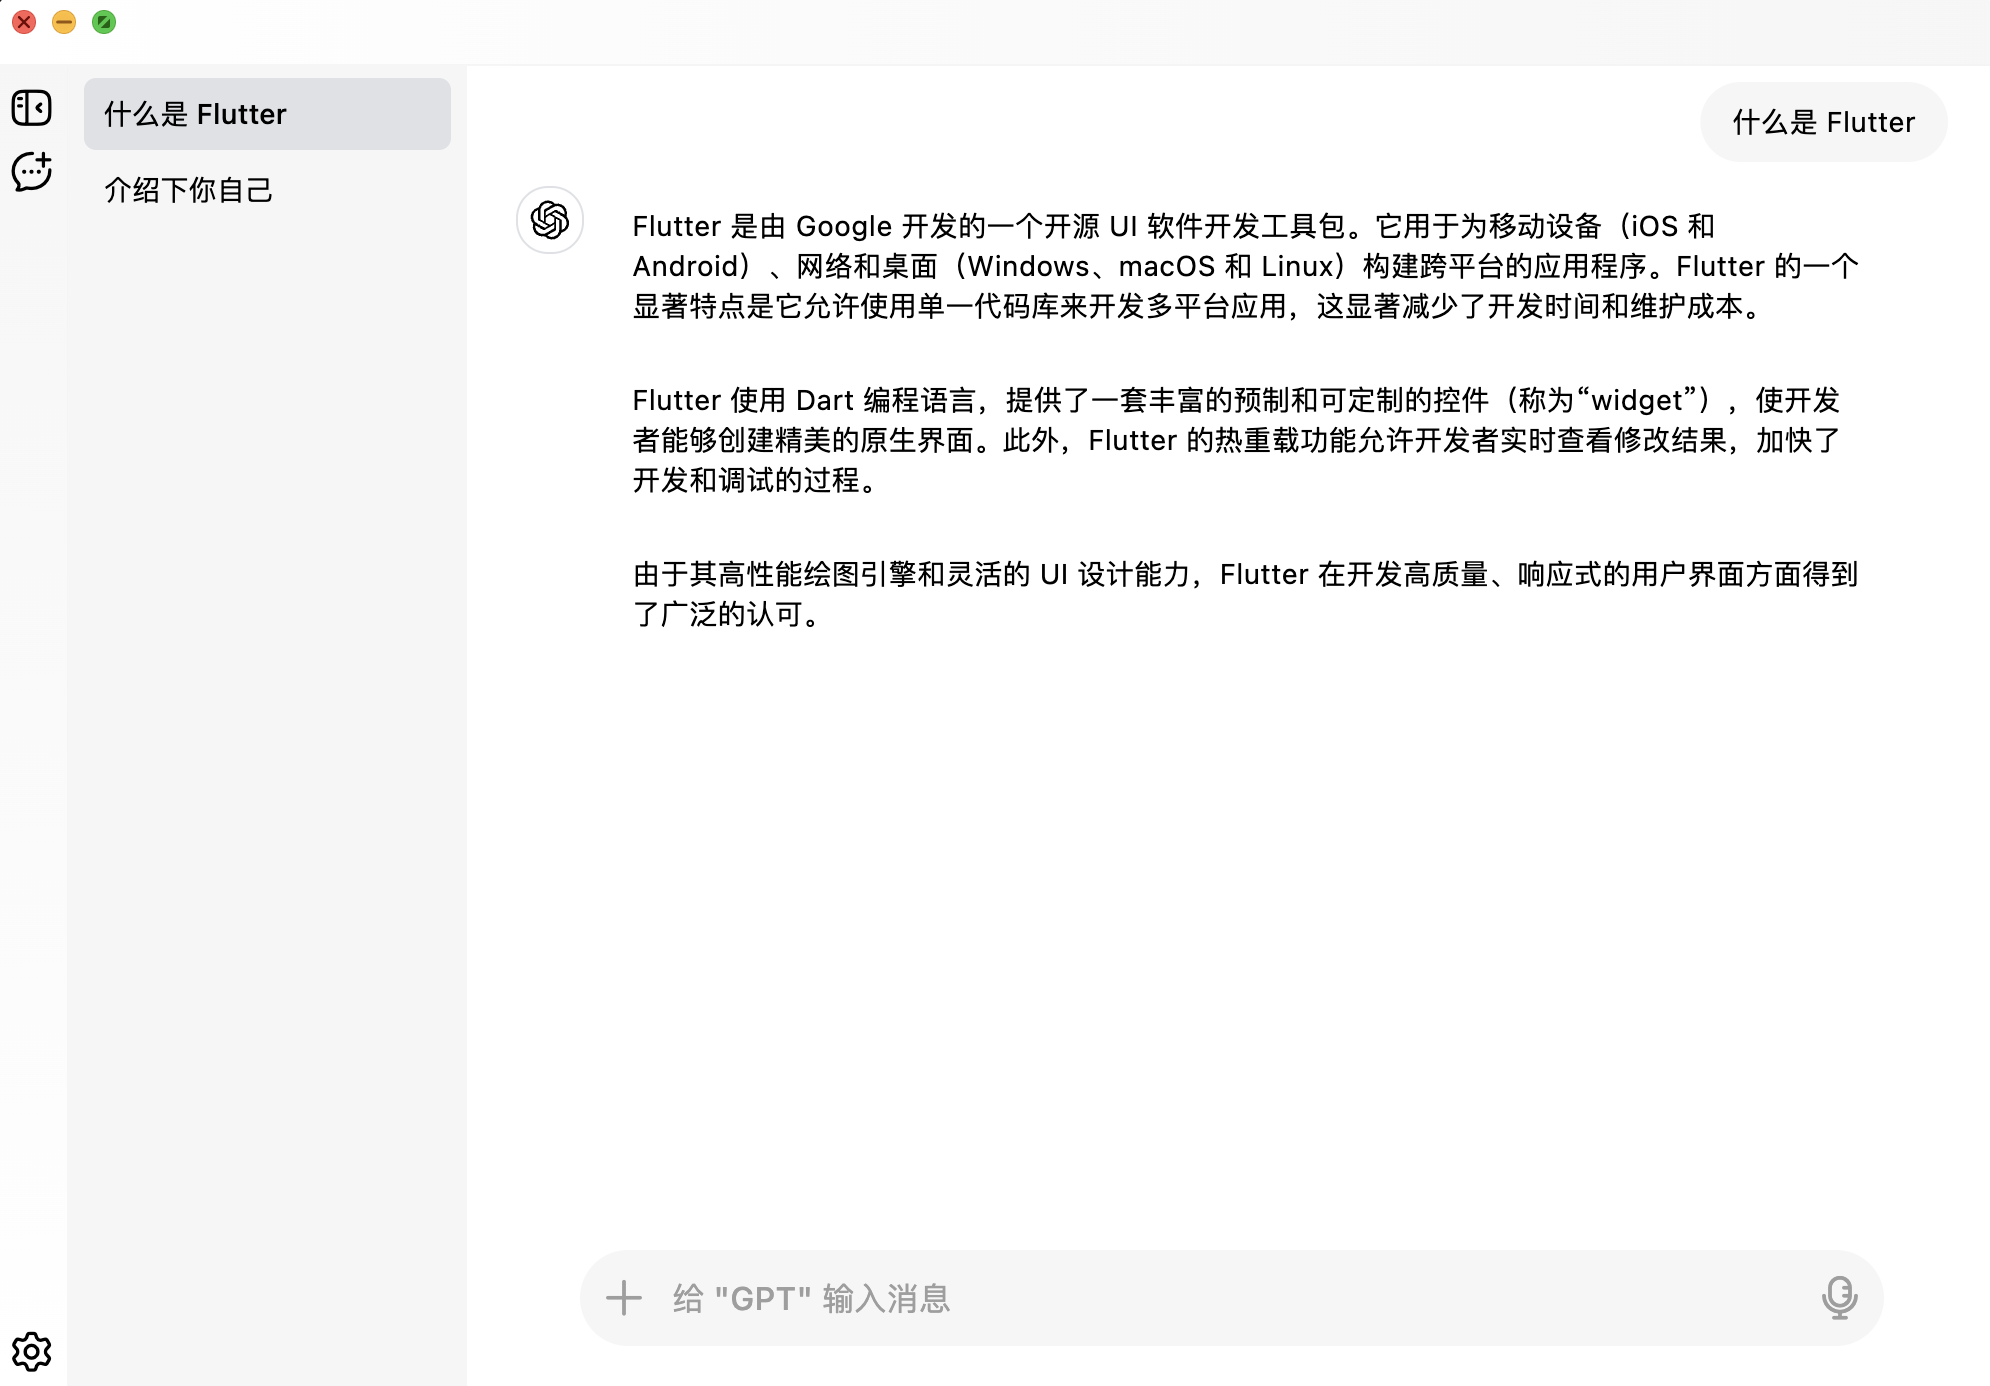 什么是 Flutter
介绍下你自己
什么是 Flutter
Flutter 是由 Google 开发的一个开源 UI 软件开发工具包。它用于为移动设备（iOS 和
Android）、网络和桌面（Windows、macOS 和 Linux）构建跨平台的应用程序。Flutter 的一个
显著特点是它允许使用单一代码库来开发多平台应用，这显著减少了开发时间和维护成本。
Flutter 使用 Dart 编程语言，提供了一套丰富的预制和可定制的控件（称为“widget”），使开发
者能够创建精美的原生界面。此外，Flutter 的热重载功能允许开发者实时查看修改结果，加快了
开发和调试的过程。
由于其高性能绘图引擎和灵活的 UI 设计能力，Flutter 在开发高质量、响应式的用户界面方面得到
了广泛的认可。
给 "GPT" 输入消息